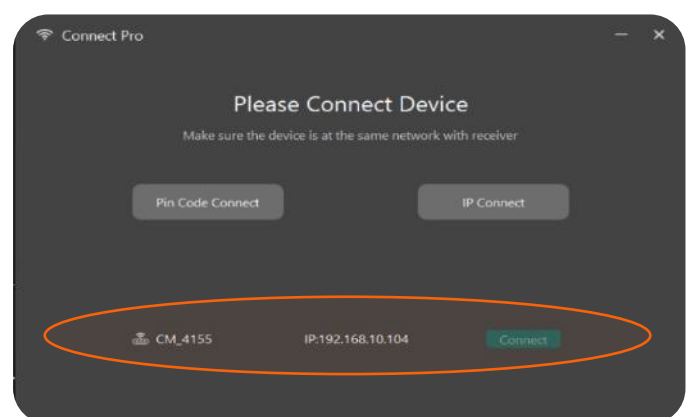 Connect Pro
Please Connect Device
Make sure the device is at the same network with receiver
Pin Code Connect
IP Connect
CM_4155 IP:192.168.10.104 Connect